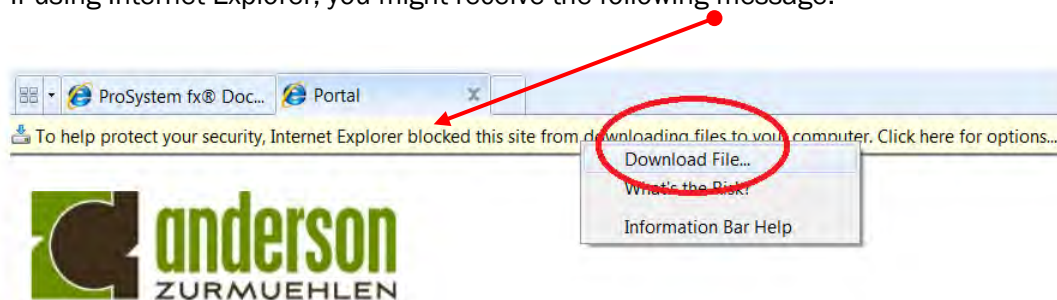 If using Internet Explorer, you might receive the following message:
ProSystem fx® Doc... Portal
To help protect your security, Internet Explorer blocked this site from downloading files to your computer. Click here for options...
Download File...
What's the Risk?
Information Bar Help
anderson
ZURMUEHLEN